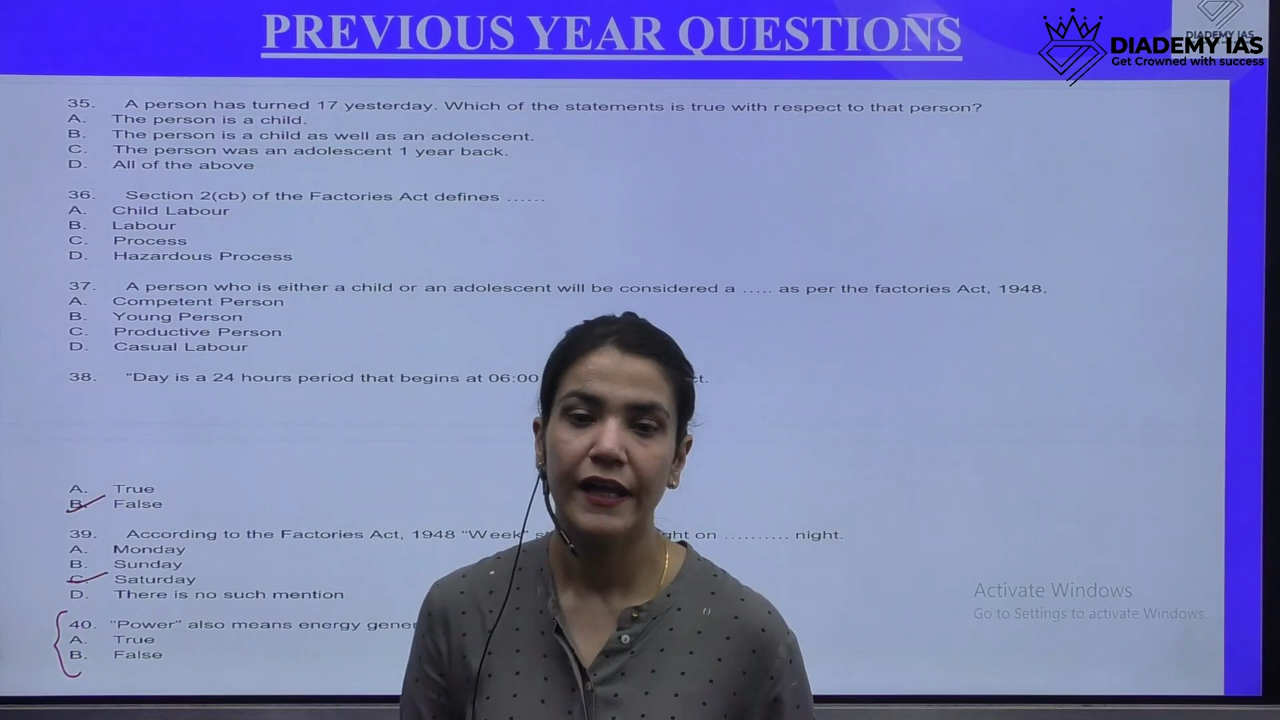 PREVIOUS YEAR QUESTIONS
DIADEMY IAS
DIADEMY IAS
Get Crowned with success
35. A person has turned 17 yesterday. Which of the statements is true with respect to that person?
A. The person is a child.
B. The person is a child as well as an adolescent.
C. The person was an adolescent 1 year back.
D. All of the above
36. Section 2(cb) of the Factories Act defines ……
A. Child Labour
B. Labour
C. Process
D. Hazardous Process
37. A person who is either a child or an adolescent will be considered a ….. as per the factories Act, 1948.
A. Competent Person
B. Young Person
C. Productive Person
D. Casual Labour
38. "Day is a 24 hours period that begins at 06:00
A. True
B. False
39. According to the Factories Act, 1948 "Week" on ………. night.
A. Monday
B. Sunday
C. Saturday
D. There is no such mention
40. "Power" also means energy
A. True
B. False
Activate Windows
Go to Settings to activate Windows.